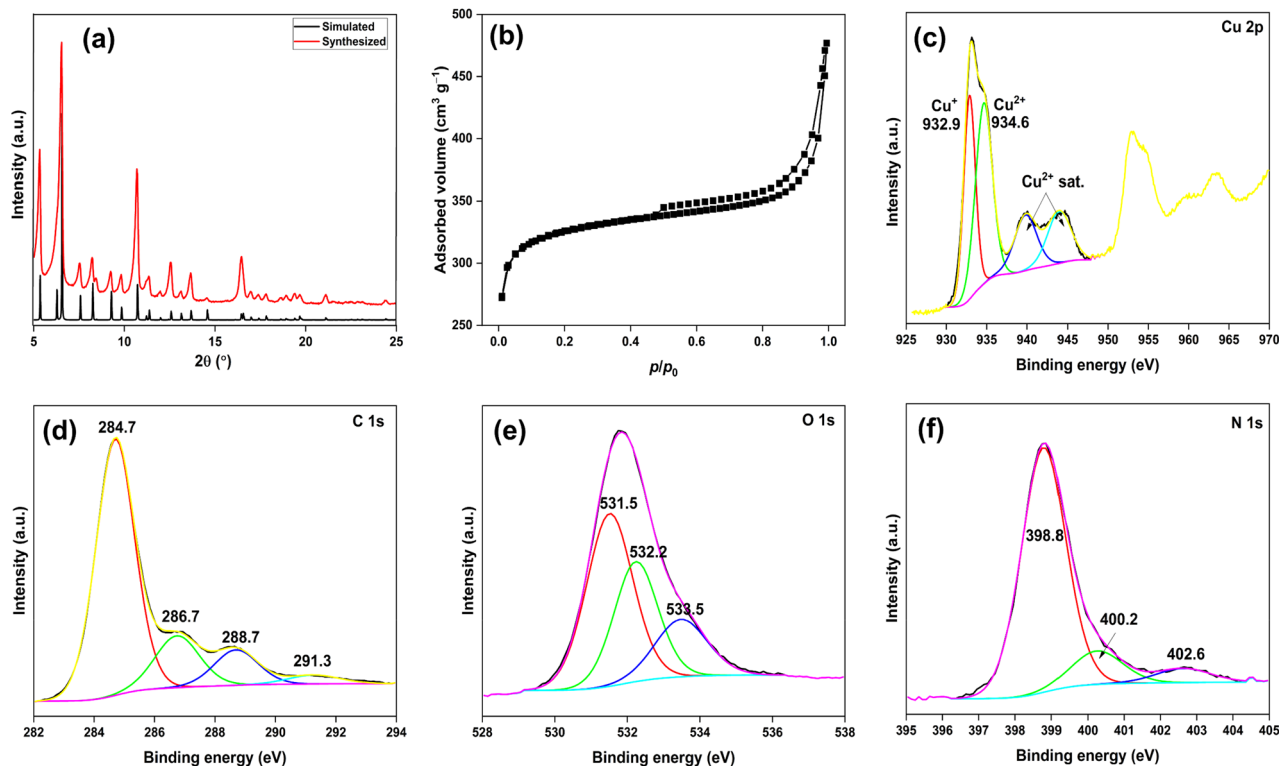 (a)
Simulated
Synthesized
Intensity (a.u.)
5 10 15 20 25
2θ (°)
(b)
Adsorbed volume (cm³ g⁻¹)
500
450
400
350
300
250
0.0 0.2 0.4 0.6 0.8 1.0
p/p₀
(c)
Cu 2p
Cu⁺
932.9
Cu²⁺
934.6
Cu²⁺ sat.
Intensity (a.u.)
925 930 935 940 945 950 955 960 965 970
Binding energy (eV)
(d)
C 1s
284.7
286.7
288.7
291.3
Intensity (a.u.)
282 284 286 288 290 292 294
Binding energy (eV)
(e)
O 1s
531.5
532.2
533.5
Intensity (a.u.)
528 530 532 534 536 538
Binding energy (eV)
(f)
N 1s
398.8
400.2
402.6
Intensity (a.u.)
395 396 397 398 399 400 401 402 403 404 405
Binding energy (eV)